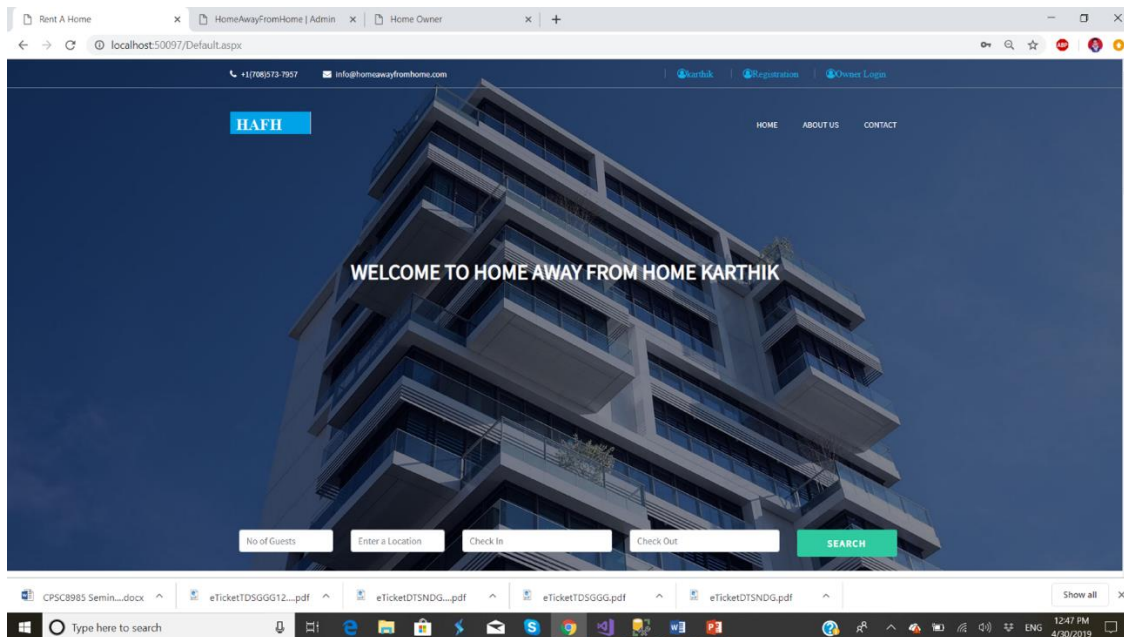 Rent A Home HomeAwayFromHome | Admin Home Owner
localhost:50097/Default.aspx ABP
+1(708)573-7957 info@homeawayfromhome.com karthik Registration Owner Login
HAFH HOME ABOUT US CONTACT
WELCOME TO HOME AWAY FROM HOME KARTHIK
No of Guests Enter a Location Check In Check Out SEARCH
CPSC8985 Semin....docx eTicketTDSGGG12....pdf eTicketDTSNDG....pdf eTicketTDSGGG.pdf eTicketDTSNDG.pdf Show all
Type here to search ENG 12:47 PM
4/30/2019